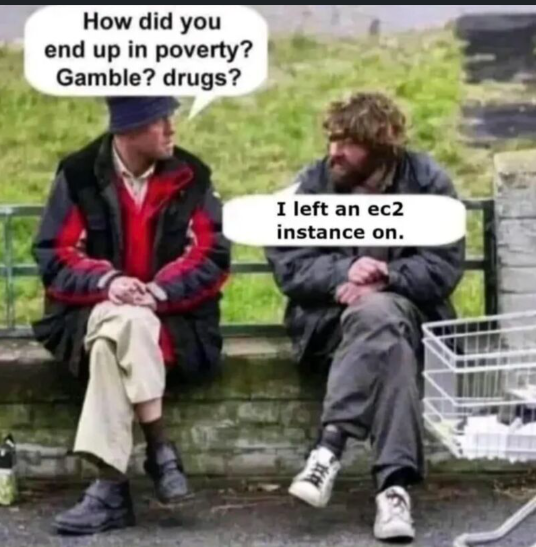 How did you
end up in poverty?
Gamble? drugs?
I left an ec2
instance on.